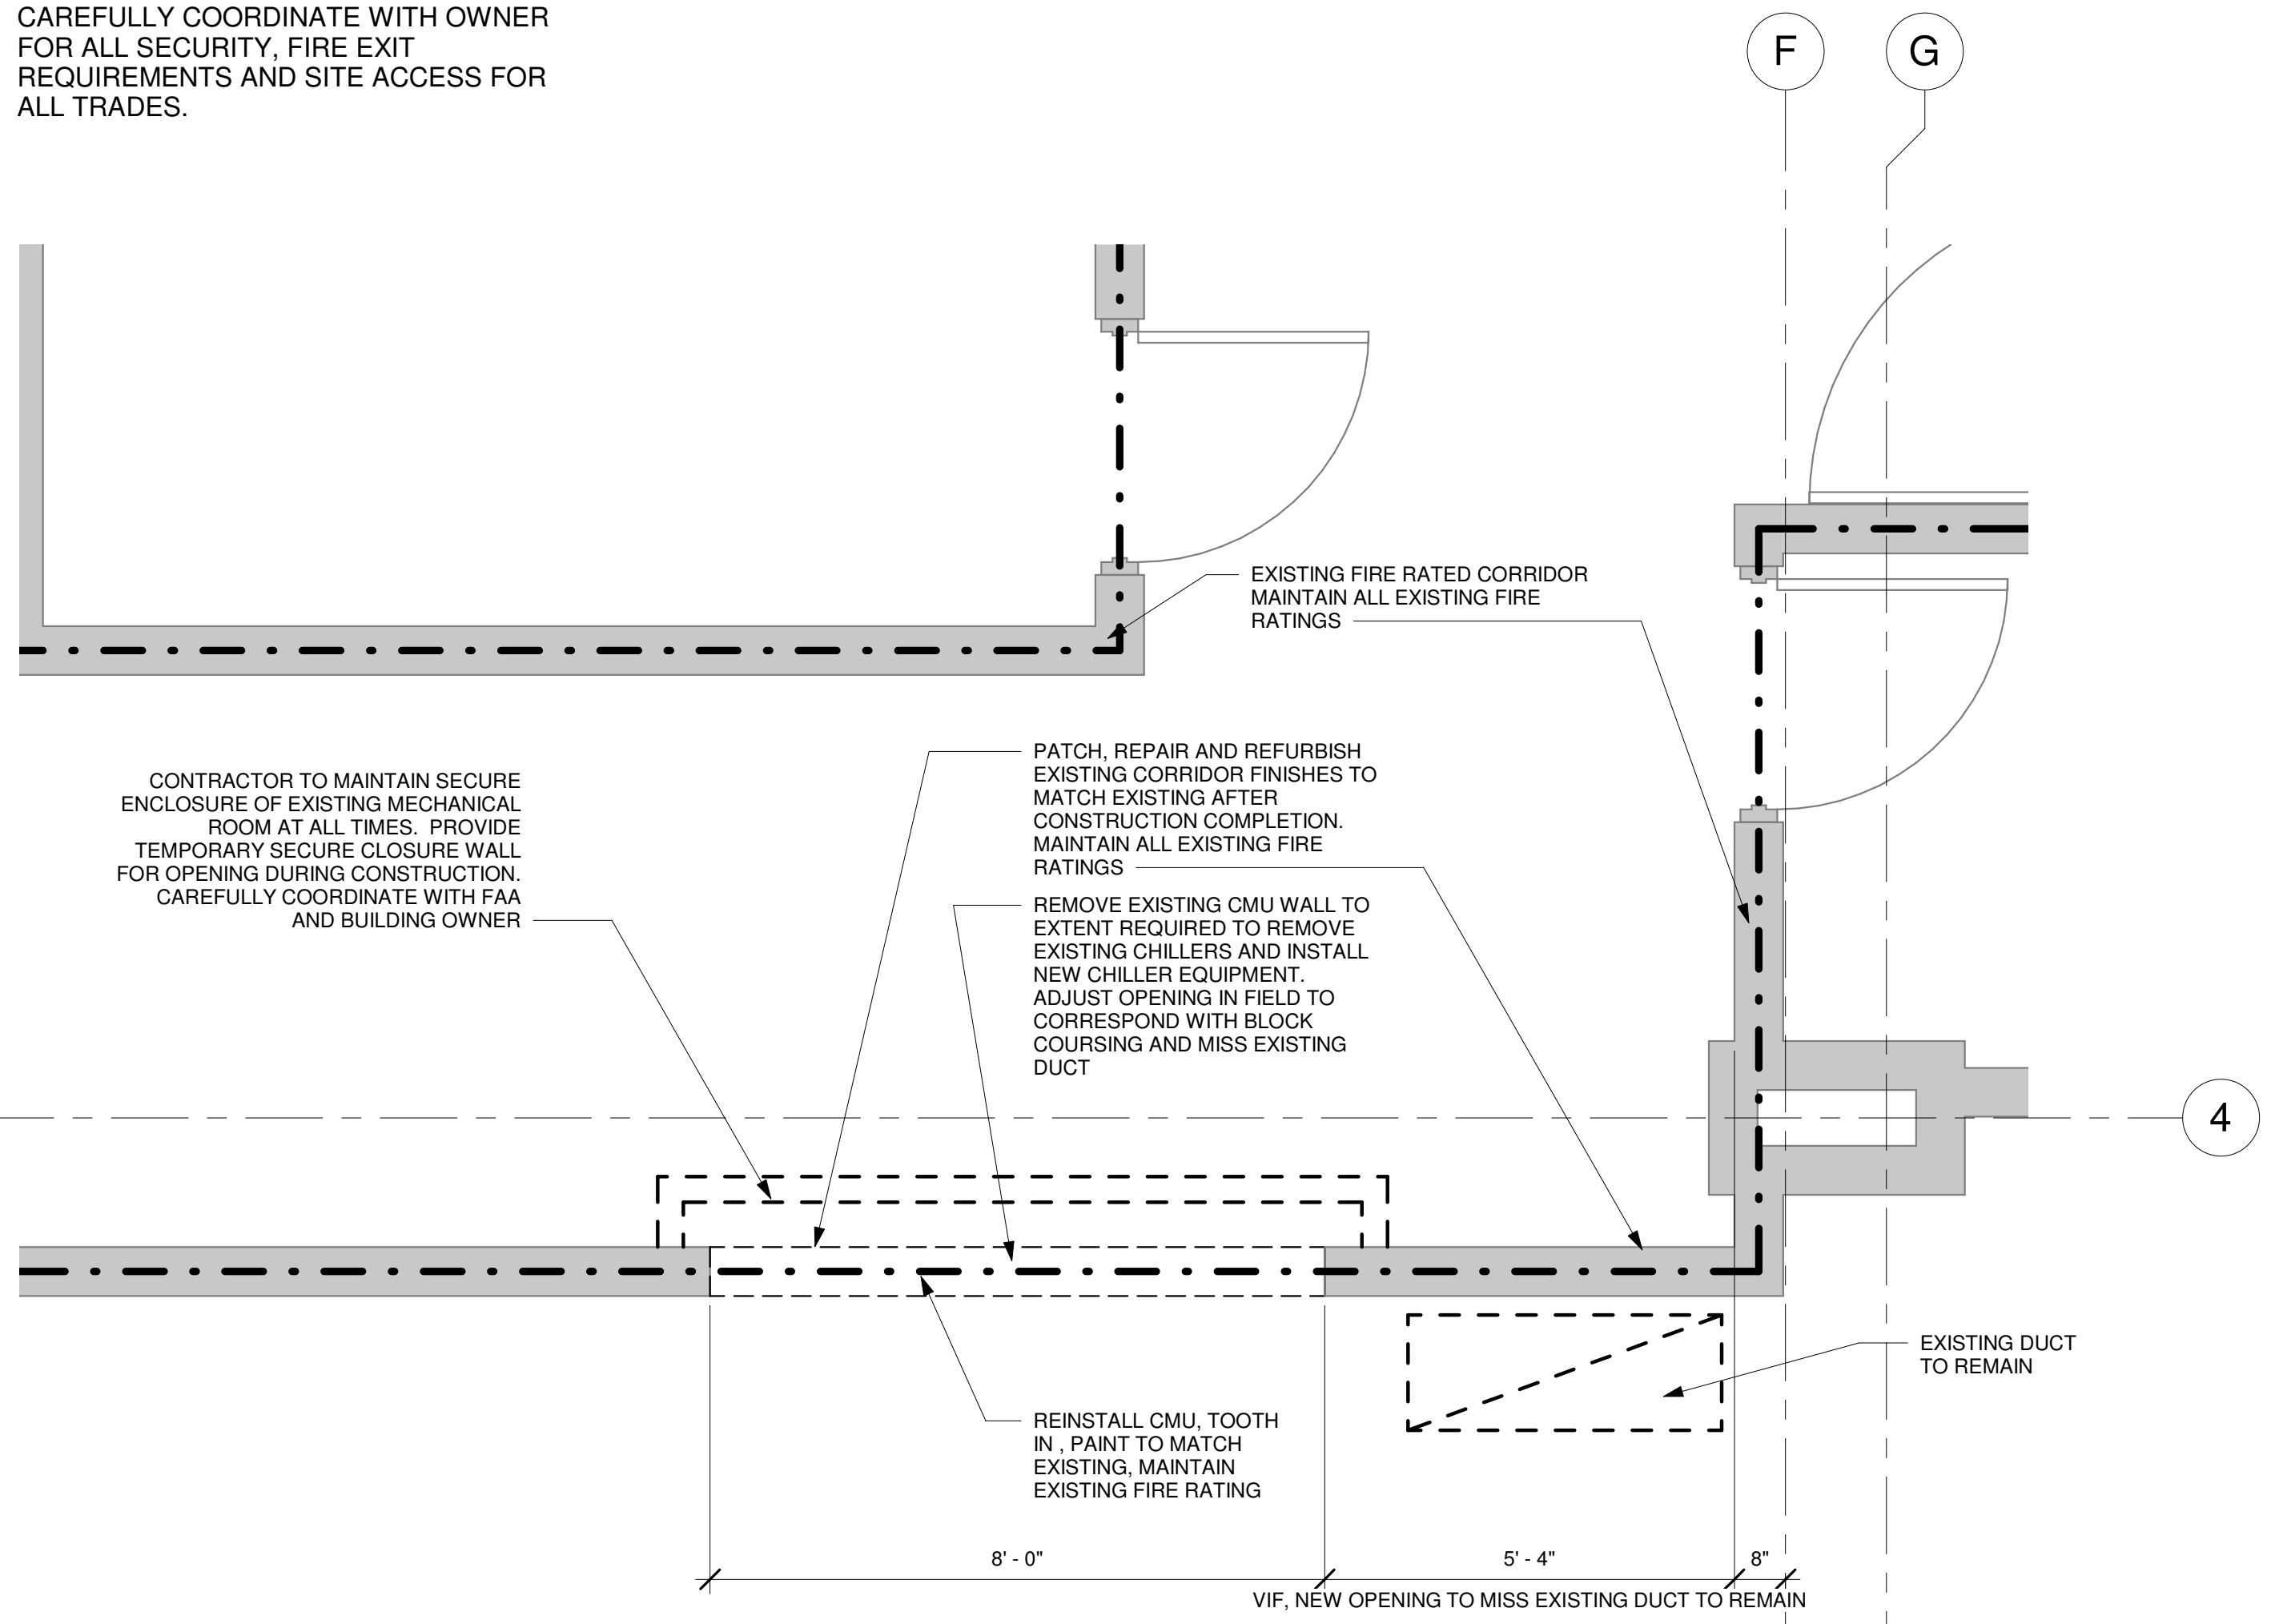 CAREFULLY COORDINATE WITH OWNER
FOR ALL SECURITY, FIRE EXIT
REQUIREMENTS AND SITE ACCESS FOR
ALL TRADES.
F
G
EXISTING FIRE RATED CORRIDOR
MAINTAIN ALL EXISTING FIRE
RATINGS
CONTRACTOR TO MAINTAIN SECURE
ENCLOSURE OF EXISTING MECHANICAL
ROOM AT ALL TIMES.  PROVIDE
TEMPORARY SECURE CLOSURE WALL
FOR OPENING DURING CONSTRUCTION.
CAREFULLY COORDINATE WITH FAA
AND BUILDING OWNER
PATCH, REPAIR AND REFURBISH
EXISTING CORRIDOR FINISHES TO
MATCH EXISTING AFTER
CONSTRUCTION COMPLETION.
MAINTAIN ALL EXISTING FIRE
RATINGS
REMOVE EXISTING CMU WALL TO
EXTENT REQUIRED TO REMOVE
EXISTING CHILLERS AND INSTALL
NEW CHILLER EQUIPMENT.
ADJUST OPENING IN FIELD TO
CORRESPOND WITH BLOCK
COURSING AND MISS EXISTING
DUCT
4
EXISTING DUCT
TO REMAIN
REINSTALL CMU, TOOTH
IN , PAINT TO MATCH
EXISTING, MAINTAIN
EXISTING FIRE RATING
8' - 0"
5' - 4"
8"
VIF, NEW OPENING TO MISS EXISTING DUCT TO REMAIN